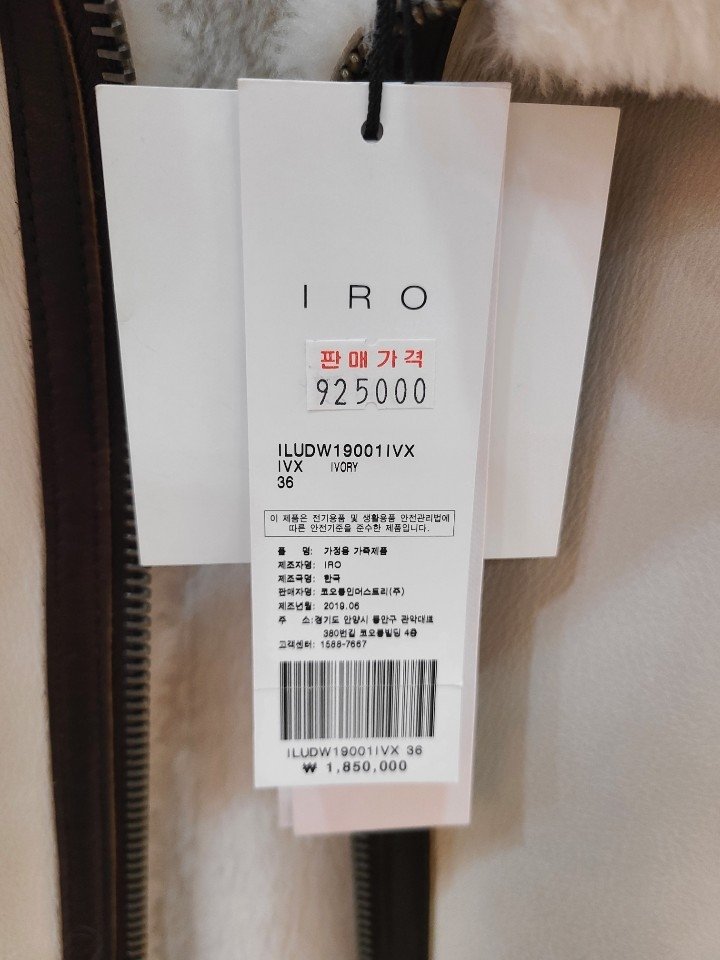 IRO
판매가격
925000
ILUDW19001IVX
IVX IVORY
36
이 제품은 전기용품 및 생활용품 안전관리법에
따른 안전기준을 준수한 제품입니다.
품 명: 가정용 가죽제품
제조자명: IRO
제조국명: 한국
판매자명: 코오롱인더스트리(주)
제조년월: 2019.06
주 소: 경기도 안양시 동안구 관악대로
380번길 코오롱빌딩 4층
고객센터: 1588-7667
ILUDW19001IVX 36
₩ 1,850,000